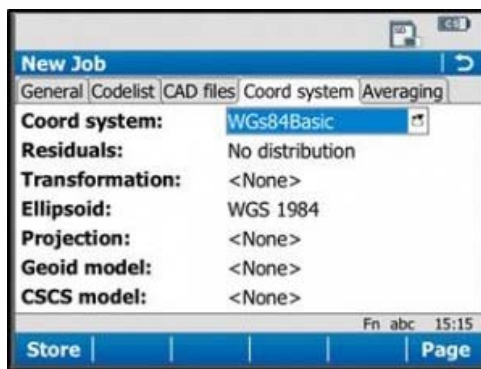 New Job
General Codelist CAD files Coord system Averaging
Coord system: WGs84Basic
Residuals: No distribution
Transformation: <None>
Ellipsoid: WGS 1984
Projection: <None>
Geoid model: <None>
CSCS model: <None>
Fn abc 15:15
Store Page